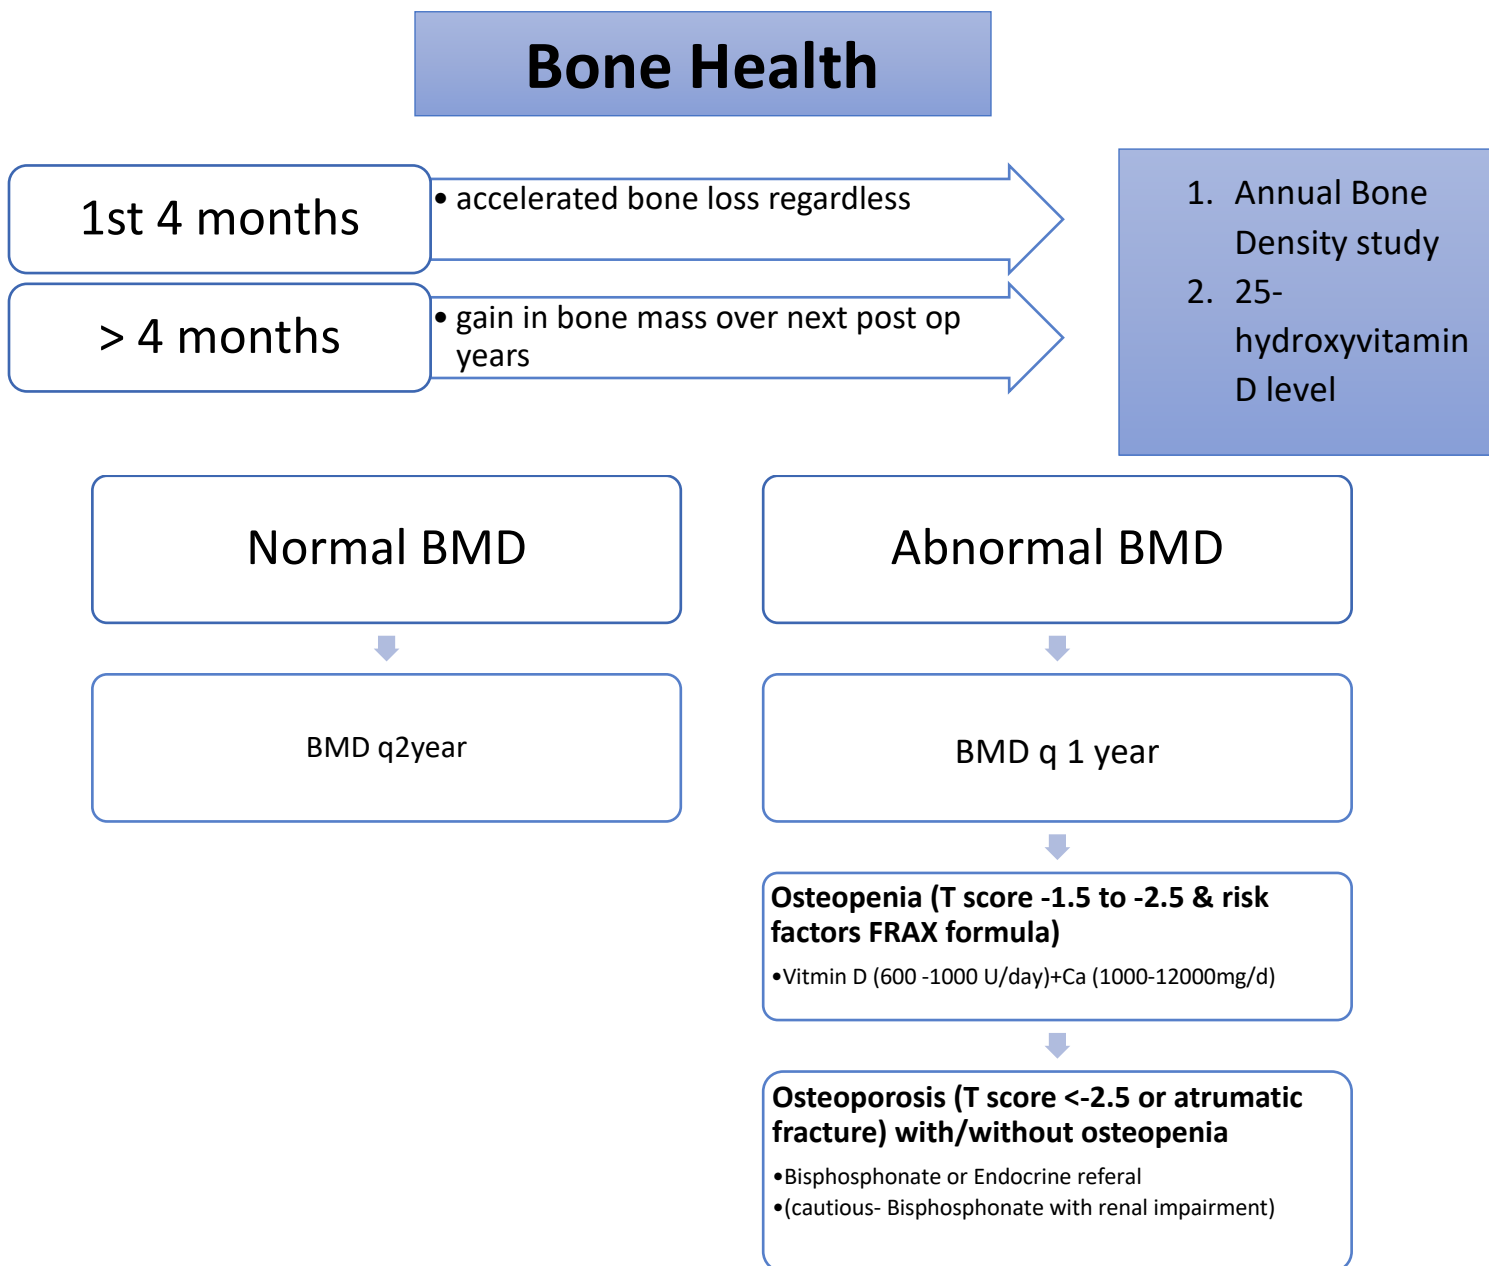 Bone Health
1st 4 months
• accelerated bone loss regardless
> 4 months
• gain in bone mass over next post op
years
1. Annual Bone
Density study
2. 25-
hydroxyvitamin
D level
Normal BMD
BMD q2year
Abnormal BMD
BMD q 1 year
Osteopenia (T score -1.5 to -2.5 & risk
factors FRAX formula)
•Vitmin D (600 -1000 U/day)+Ca (1000-12000mg/d)
Osteoporosis (T score <-2.5 or atrumatic
fracture) with/without osteopenia
•Bisphosphonate or Endocrine referal
•(cautious- Bisphosphonate with renal impairment)